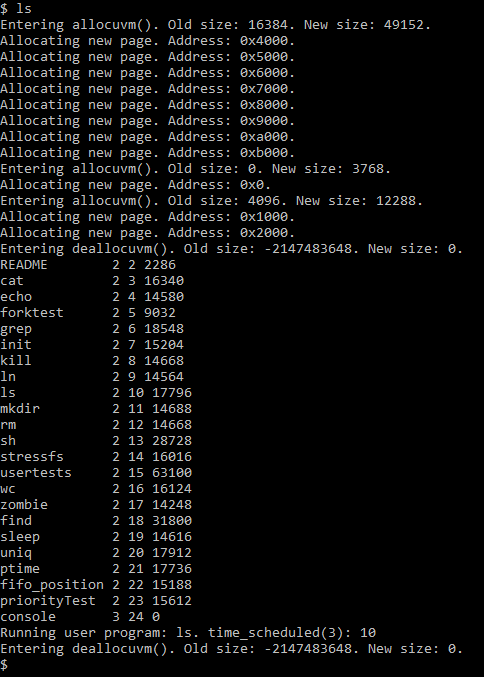 $ ls
Entering allocuvm(). Old size: 16384. New size: 49152.
Allocating new page. Address: 0x4000.
Allocating new page. Address: 0x5000.
Allocating new page. Address: 0x6000.
Allocating new page. Address: 0x7000.
Allocating new page. Address: 0x8000.
Allocating new page. Address: 0x9000.
Allocating new page. Address: 0xa000.
Allocating new page. Address: 0xb000.
Entering allocuvm(). Old size: 0. New size: 3768.
Allocating new page. Address: 0x0.
Entering allocuvm(). Old size: 4096. New size: 12288.
Allocating new page. Address: 0x1000.
Allocating new page. Address: 0x2000.
Entering deallocuvm(). Old size: -2147483648. New size: 0.
README        2 2 2286
cat           2 3 16340
echo          2 4 14580
forktest      2 5 9032
grep          2 6 18548
init          2 7 15204
kill          2 8 14668
ln            2 9 14564
ls            2 10 17796
mkdir         2 11 14688
rm            2 12 14668
sh            2 13 28728
stressfs      2 14 16016
usertests     2 15 63100
wc            2 16 16124
zombie        2 17 14248
find          2 18 31800
sleep         2 19 14616
uniq          2 20 17912
ptime         2 21 17736
fifo_position 2 22 15188
priorityTest  2 23 15612
console       3 24 0
Running user program: ls. time_scheduled(3): 10
Entering deallocuvm(). Old size: -2147483648. New size: 0.
$